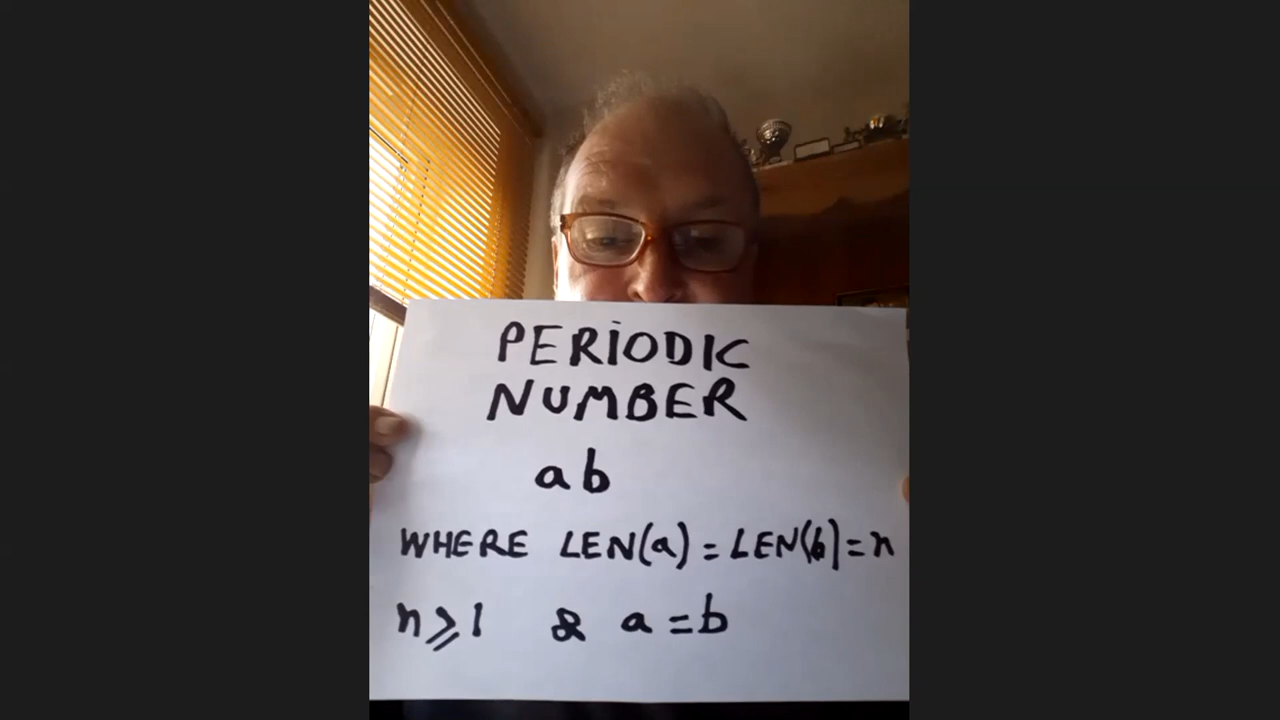 PERIODIC
NUMBER
ab
WHERE LEN(a) = LEN(b) = n
n ⩾ 1 & a = b